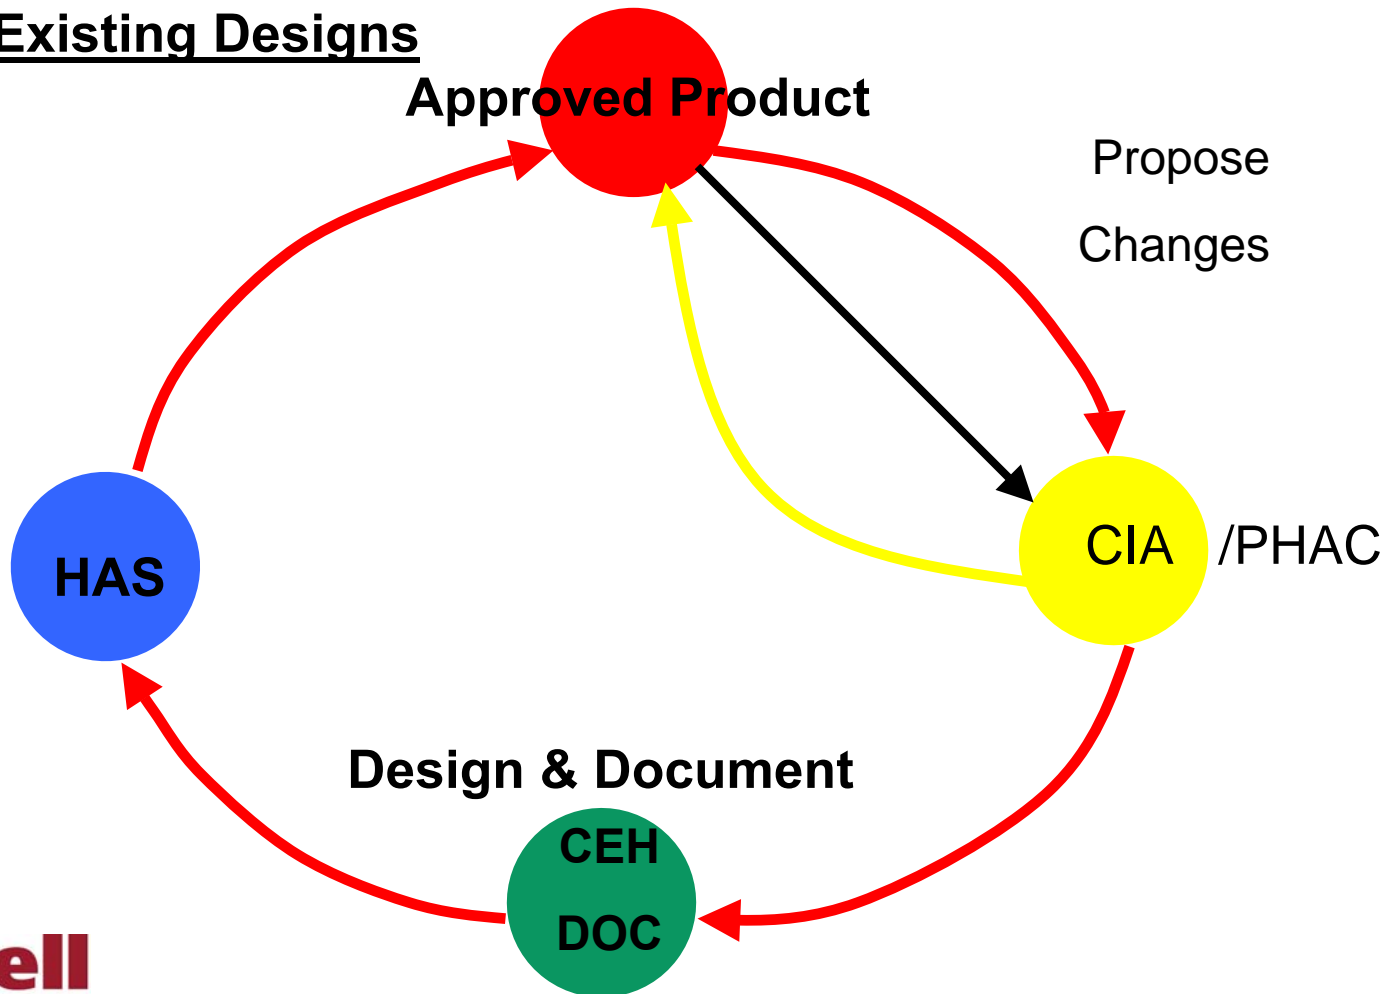 Existing Designs
Approved Product
Propose
Changes
CIA /PHAC
HAS
Design & Document
CEH
DOC
ell